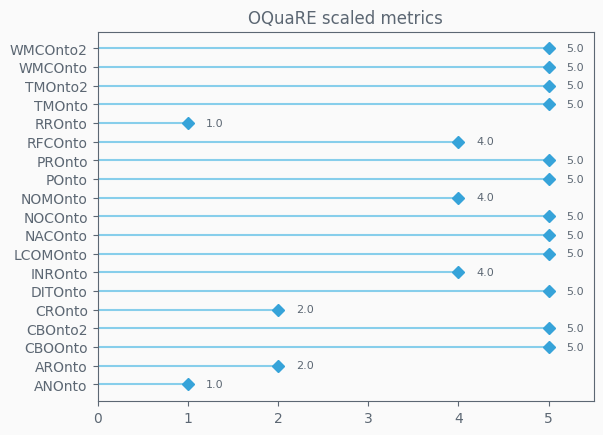 OQuaRE scaled metrics
WMCOnto2 5.0
WMCOnto 5.0
TMOnto2 5.0
TMOnto 5.0
RROnto 1.0
RFCOnto 4.0
PROnto 5.0
POnto 5.0
NOMOnto 4.0
NOCOnto 5.0
NACOnto 5.0
LCOMOnto 5.0
INROnto 4.0
DITOnto 5.0
CROnto 2.0
CBOnto2 5.0
CBOOnto 5.0
AROnto 2.0
ANOnto 1.0
0 1 2 3 4 5